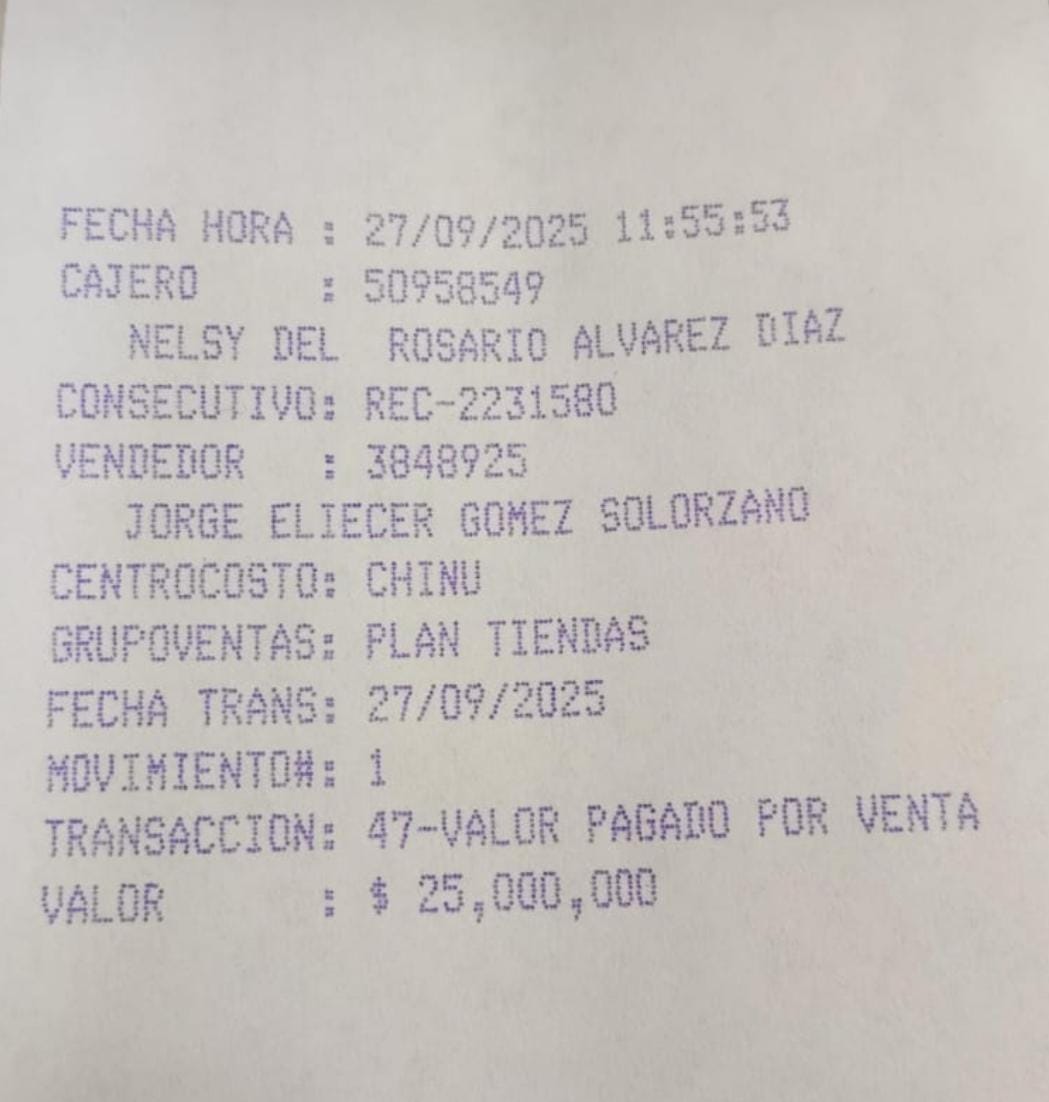 FECHA HORA : 27/09/2025 11:55:53
CAJERO : 50958549
NELSY DEL ROSARIO ALVAREZ DIAZ
CONSECUTIVO: REC-2231580
VENDEDOR : 3848925
JORGE ELIECER GOMEZ SOLORZANO
CENTROCOSTO: CHINU
GRUPOVENTAS: PLAN TIENDAS
FECHA TRANS: 27/09/2025
MOVIMIENTO#: 1
TRANSACCION: 47-VALOR PAGADO POR VENTA
VALOR : $ 25,000,000